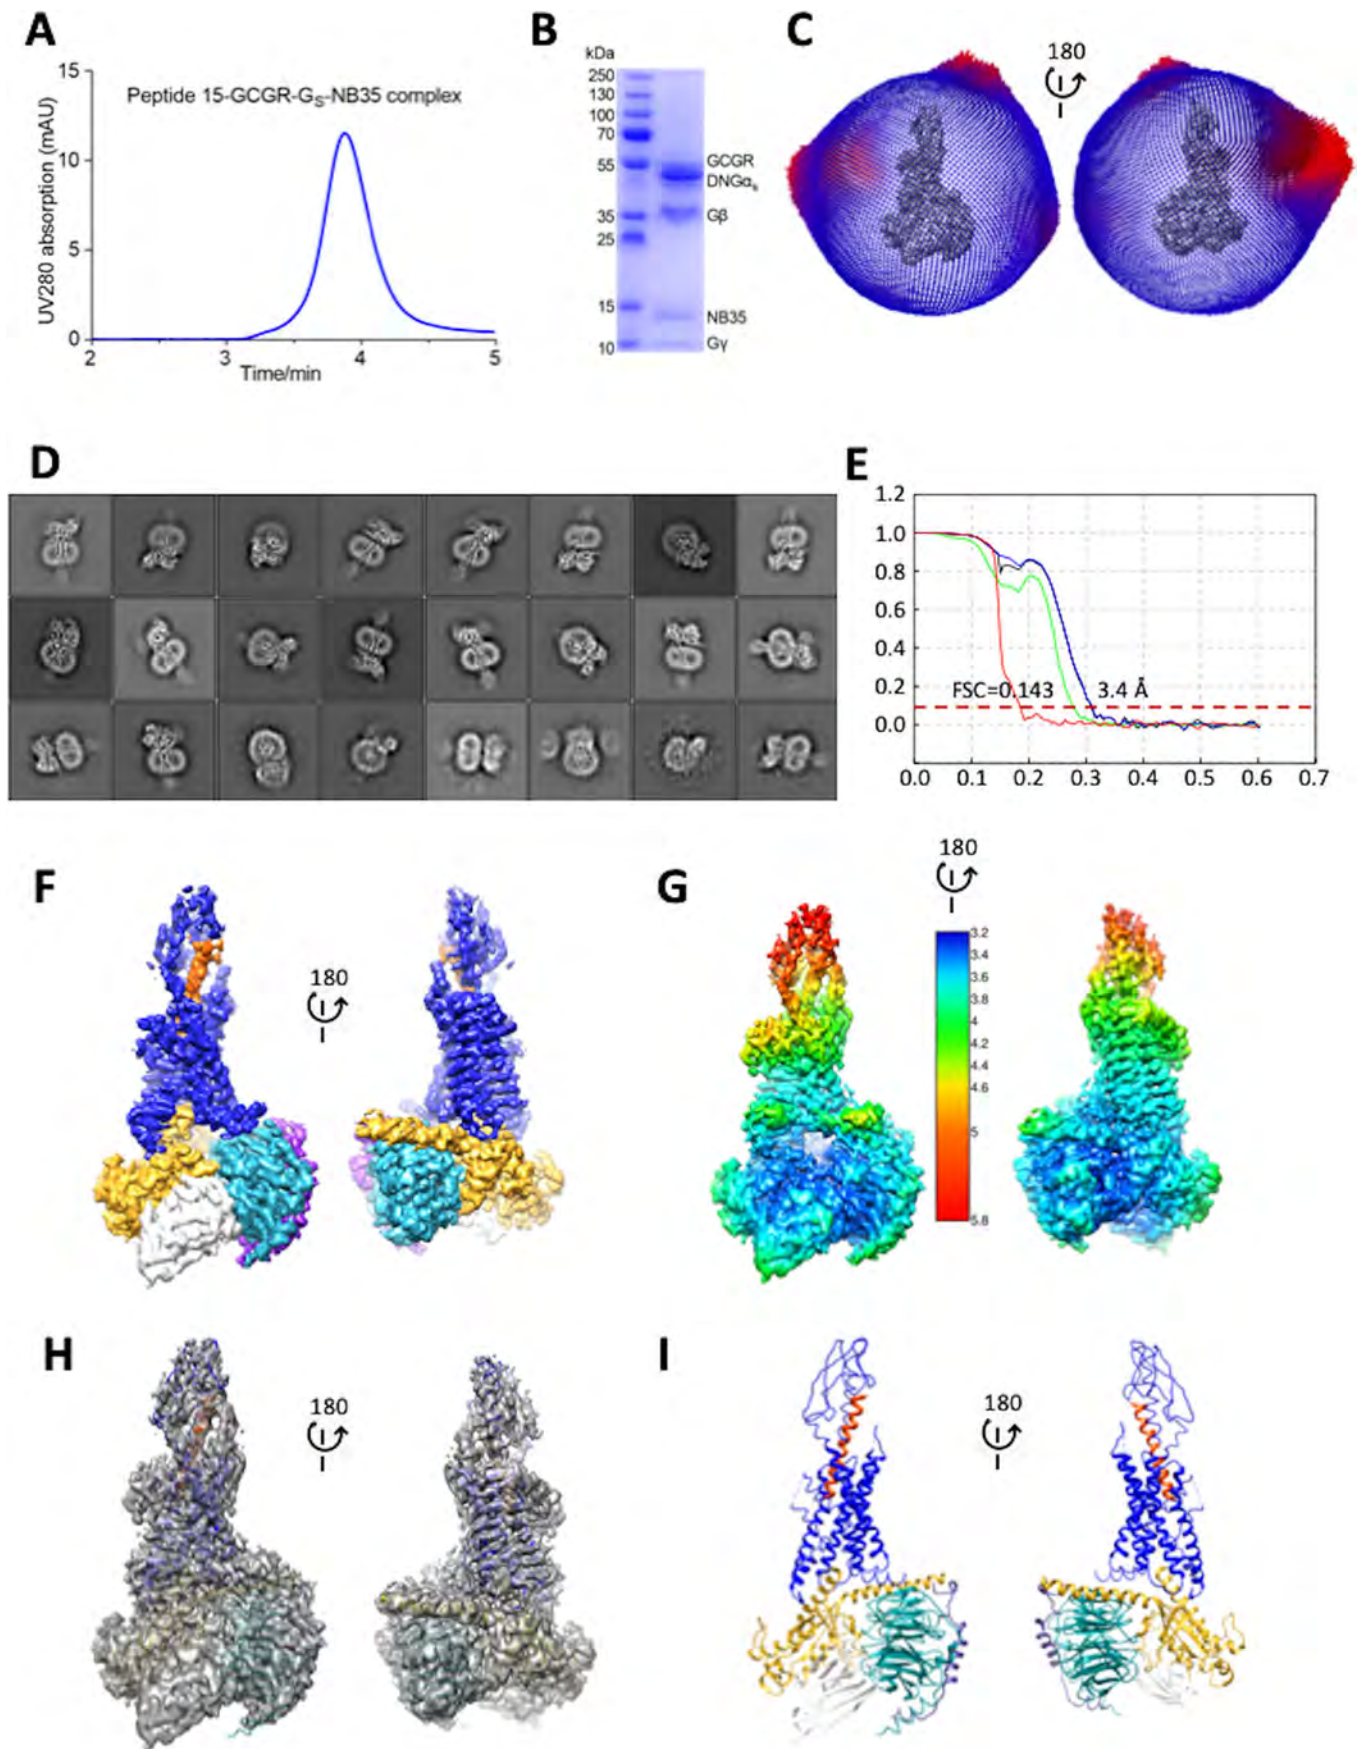 A
15
10
5
0
UV280 absorption (mAU)
Peptide 15-GCGR-GS-NB35 complex
2
3
4
5
Time/min
B
kDa
250
130
100
70
55
35
25
15
10
GCGR
DNGαs
Gβ
NB35
Gγ
C
180
D
E
1.2
1.0
0.8
0.6
0.4
0.2
0.0
FSC=0.143
3.4 Å
0.0
0.1
0.2
0.3
0.4
0.5
0.6
0.7
F
180
G
180
3.2
3.4
3.6
3.8
4
4.2
4.4
4.6
5
5.8
H
180
I
180